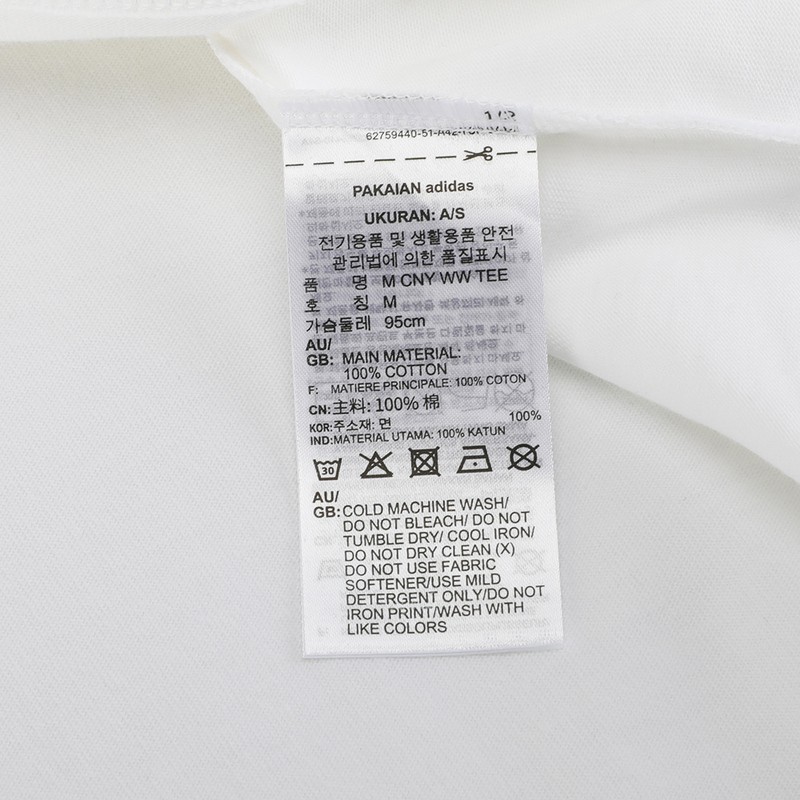 1/3
62759440-51-A42-
PAKAIAN adidas
UKURAN: A/S
전기용품 및 생활용품 안전
관리법에 의한 품질표시
품 명 M CNY WW TEE
호 칭 M
가슴둘레 95cm
AU/
GB: MAIN MATERIAL:
100% COTTON
F: MATIERE PRINCIPALE: 100% COTON
CN:主料: 100% 棉
KOR:주소재: 면 100%
IND:MATERIAL UTAMA: 100% KATUN
30
AU/
GB:COLD MACHINE WASH/
DO NOT BLEACH/ DO NOT
TUMBLE DRY/ COOL IRON/
DO NOT DRY CLEAN (X)
DO NOT USE FABRIC
SOFTENER/USE MILD
DETERGENT ONLY/DO NOT
IRON PRINT/WASH WITH
LIKE COLORS